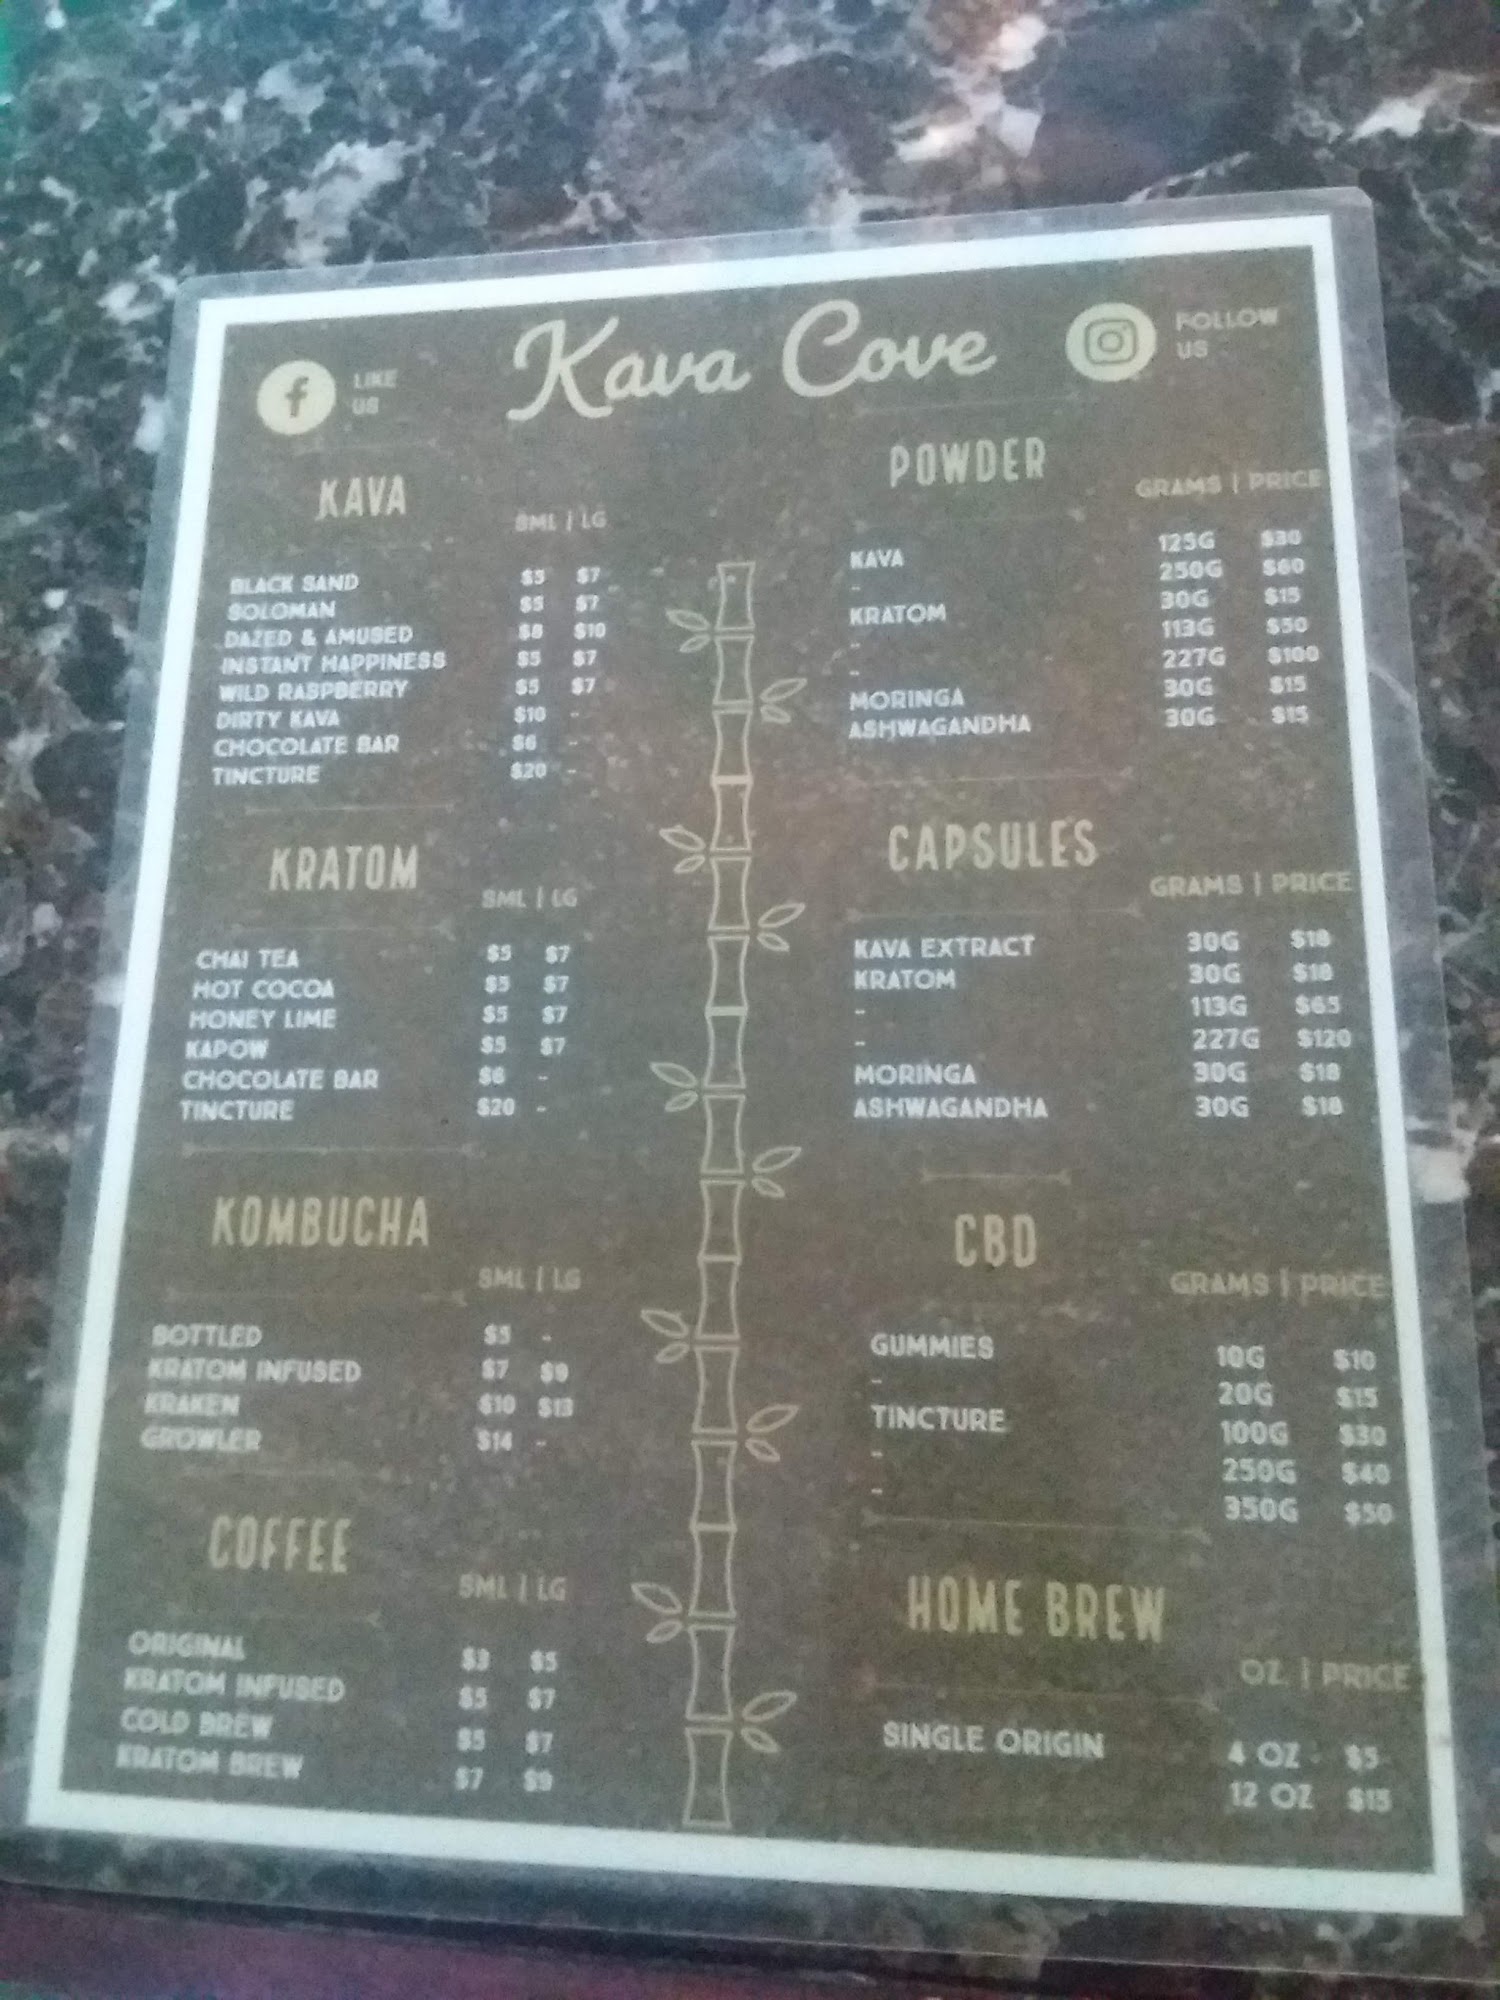 LIKE
US
Kava Cove
FOLLOW
US
KAVA
SML | LG
BLACK SAND $5 $7
SOLOMAN $5 $7
DAZED & AMUSED $8 $10
INSTANT HAPPINESS $5 $7
WILD RASPBERRY $5 $7
DIRTY KAVA $10 -
CHOCOLATE BAR $6 -
TINCTURE $20 -
KRATOM
SML | LG
CHAI TEA $5 $7
HOT COCOA $5 $7
HONEY LIME $5 $7
KAPOW $5 $7
CHOCOLATE BAR $6 -
TINCTURE $20 -
KOMBUCHA
SML | LG
BOTTLED $5 -
KRATOM INFUSED $7 $9
KRAKEN $10 $13
GROWLER $14 -
COFFEE
SML | LG
ORIGINAL $3 $5
KRATOM INFUSED $5 $7
COLD BREW $5 $7
KRATOM BREW $7 $9
POWDER
GRAMS | PRICE
KAVA 125G $30
- 250G $60
KRATOM 30G $15
- 113G $50
- 227G $100
MORINGA 30G $15
ASHWAGANDHA 30G $15
CAPSULES
GRAMS | PRICE
KAVA EXTRACT 30G $18
KRATOM 30G $18
- 113G $65
- 227G $120
MORINGA 30G $18
ASHWAGANDHA 30G $18
CBD
GRAMS | PRICE
GUMMIES 10G $10
- 20G $15
TINCTURE 100G $30
- 250G $40
- 350G $50
HOME BREW
OZ | PRICE
SINGLE ORIGIN 4 OZ $5
12 OZ $15